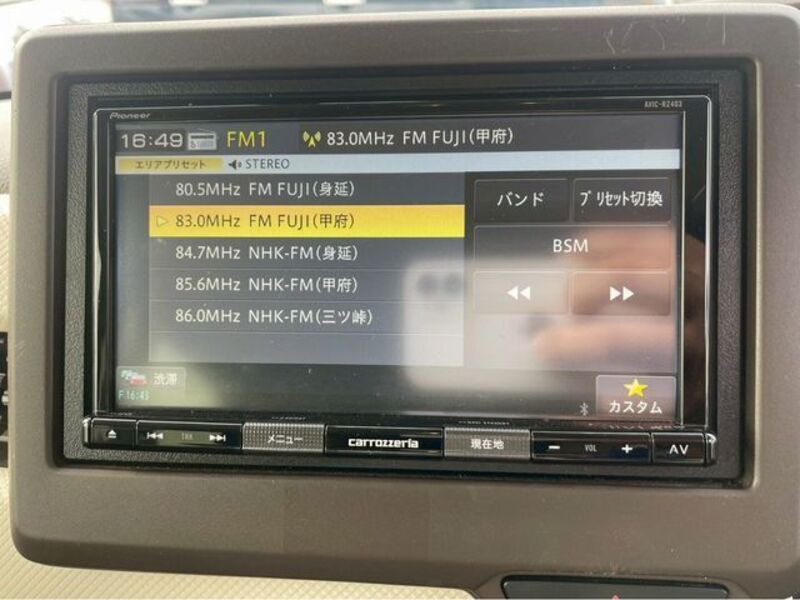 Pioneer
AVIC-RZ403
16:49 FM1 83.0MHz FM FUJI(甲府)
エリアプリセット STEREO
80.5MHz FM FUJI(身延)
83.0MHz FM FUJI(甲府)
84.7MHz NHK-FM(身延)
85.6MHz NHK-FM(甲府)
86.0MHz NHK-FM(三ツ峠)
バンド プリセット切換
BSM
渋滞
F 16:43
カスタム
TRK メニュー carrozzeria 現在地 VOL AV